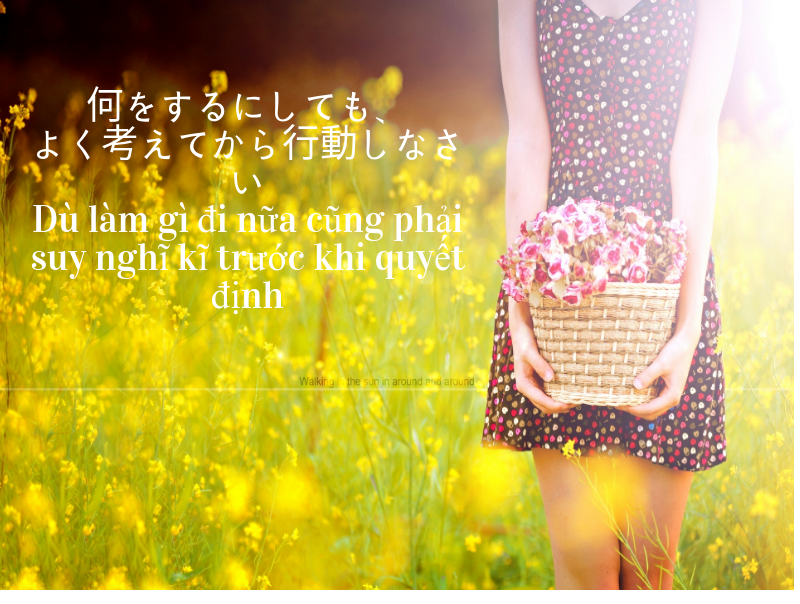 何をするにしても、
よく考えてから行動しなさ
い
Dù làm gì đi nữa cũng phải
suy nghĩ kĩ trước khi quyết
định
Walking in the sun in around and around